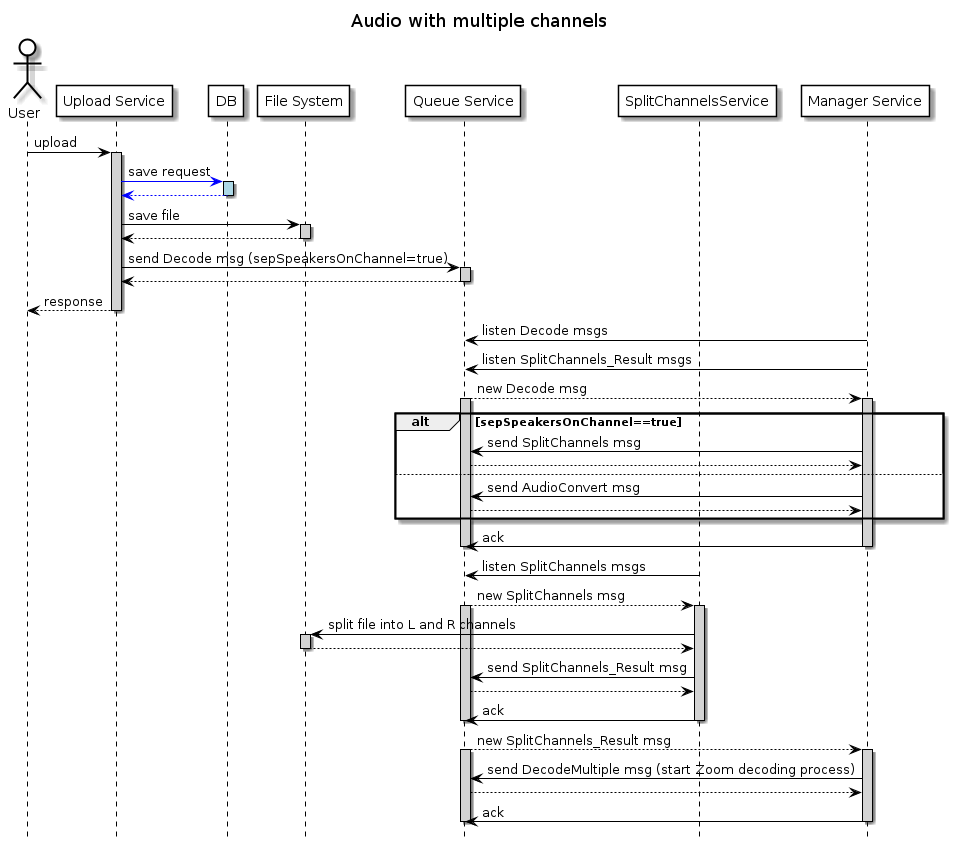 Audio with multiple channels
User
Upload Service
DB
File System
Queue Service
SplitChannelsService
Manager Service
upload
save request
save file
send Decode msg (sepSpeakersOnChannel=true)
response
listen Decode msgs
listen SplitChannels_Result msgs
new Decode msg
alt
[sepSpeakersOnChannel==true]
send SplitChannels msg
send AudioConvert msg
ack
listen SplitChannels msgs
new SplitChannels msg
split file into L and R channels
send SplitChannels_Result msg
ack
new SplitChannels_Result msg
send DecodeMultiple msg (start Zoom decoding process)
ack